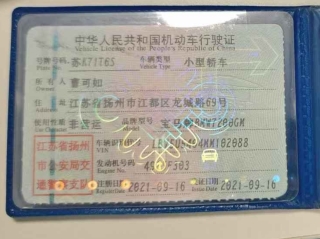 中华人民共和国机动车行驶证
Vehicle License of the People's Republic of China
号牌号码 苏K71T6S 车辆类型 小型轿车
Vehicle Type
所有人 曹可如
住址 江苏省扬州市江都区龙城路69号
使用性质 非营运 品牌型号
江苏省扬州
市公安局交
通警察支队
车辆识别代号
VIN
发动机号码
Engine No.
注册日期 2021-09-16 发证日期 2021-09-16
Register Date Issue Date